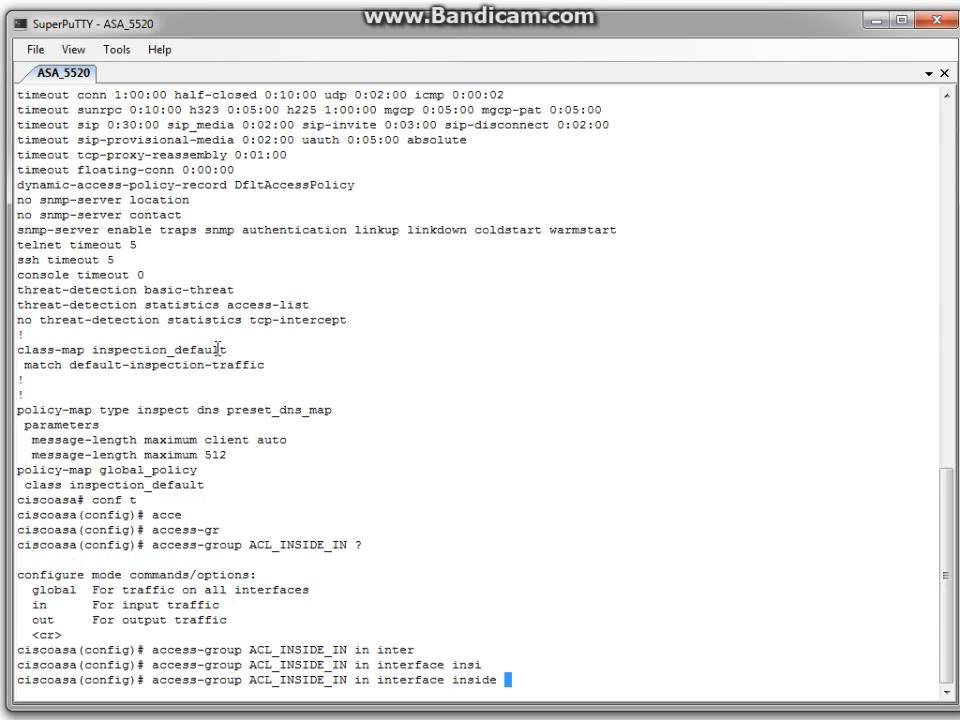 www.Bandicam.com
SuperPuTTY - ASA_5520
File View Tools Help
ASA_5520
timeout conn 1:00:00 half-closed 0:10:00 udp 0:02:00 icmp 0:00:02
timeout sunrpc 0:10:00 h323 0:05:00 h225 1:00:00 mgcp 0:05:00 mgcp-pat 0:05:00
timeout sip 0:30:00 sip_media 0:02:00 sip-invite 0:03:00 sip-disconnect 0:02:00
timeout sip-provisional-media 0:02:00 uauth 0:05:00 absolute
timeout tcp-proxy-reassembly 0:01:00
timeout floating-conn 0:00:00
dynamic-access-policy-record DfltAccessPolicy
no snmp-server location
no snmp-server contact
snmp-server enable traps snmp authentication linkup linkdown coldstart warmstart
telnet timeout 5
ssh timeout 5
console timeout 0
threat-detection basic-threat
threat-detection statistics access-list
no threat-detection statistics tcp-intercept
!
class-map inspection_default
 match default-inspection-traffic
!
!
policy-map type inspect dns preset_dns_map
 parameters
  message-length maximum client auto
  message-length maximum 512
policy-map global_policy
 class inspection_default
ciscoasa# conf t
ciscoasa(config)# acce
ciscoasa(config)# access-gr
ciscoasa(config)# access-group ACL_INSIDE_IN ?
configure mode commands/options:
  global  For traffic on all interfaces
  in      For input traffic
  out     For output traffic
  <cr>
ciscoasa(config)# access-group ACL_INSIDE_IN in inter
ciscoasa(config)# access-group ACL_INSIDE_IN in interface insi
ciscoasa(config)# access-group ACL_INSIDE_IN in interface inside